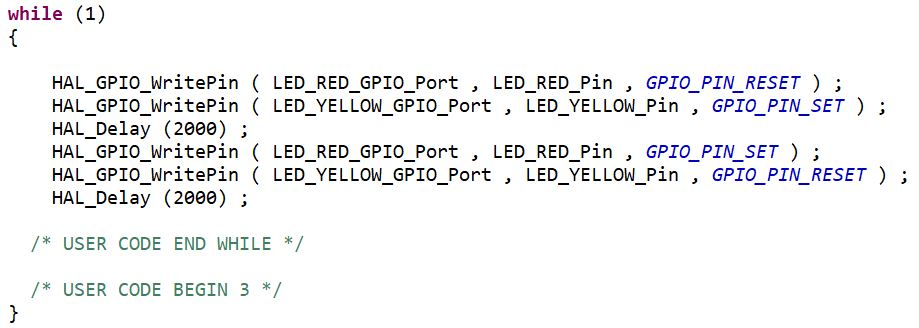 while (1)
{
HAL_GPIO_WritePin ( LED_RED_GPIO_Port , LED_RED_Pin , GPIO_PIN_RESET ) ;
HAL_GPIO_WritePin ( LED_YELLOW_GPIO_Port , LED_YELLOW_Pin , GPIO_PIN_SET ) ;
HAL_Delay (2000) ;
HAL_GPIO_WritePin ( LED_RED_GPIO_Port , LED_RED_Pin , GPIO_PIN_SET ) ;
HAL_GPIO_WritePin ( LED_YELLOW_GPIO_Port , LED_YELLOW_Pin , GPIO_PIN_RESET ) ;
HAL_Delay (2000) ;
/* USER CODE END WHILE */
/* USER CODE BEGIN 3 */
}